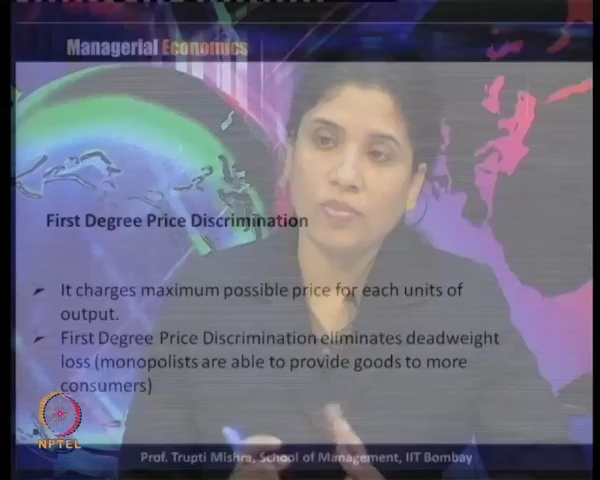 Managerial Economics
First Degree Price Discrimination
It charges maximum possible price for each units of
output.
First Degree Price Discrimination eliminates deadweight
loss (monopolists are able to provide goods to more
consumers)
NPTEL
Prof. Trupti Mishra, School of Management, IIT Bombay